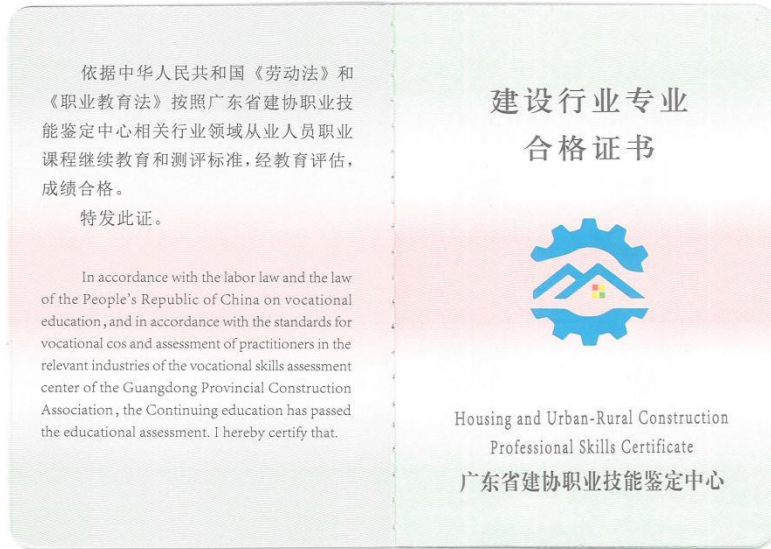 依据中华人民共和国《劳动法》和
《职业教育法》按照广东省建协职业技
能鉴定中心相关行业领域从业人员职业
课程继续教育和测评标准，经教育评估，
成绩合格。
特发此证。
In accordance with the labor law and the law
of the People's Republic of China on vocational
education, and in accordance with the standards for
vocational cos and assessment of practitioners in the
relevant industries of the vocational skills assessment
center of the Guangdong Provincial Construction
Association, the Continuing education has passed
the educational assessment. I hereby certify that.
建设行业专业
合格证书
Housing and Urban-Rural Construction
Professional Skills Certificate
广东省建协职业技能鉴定中心